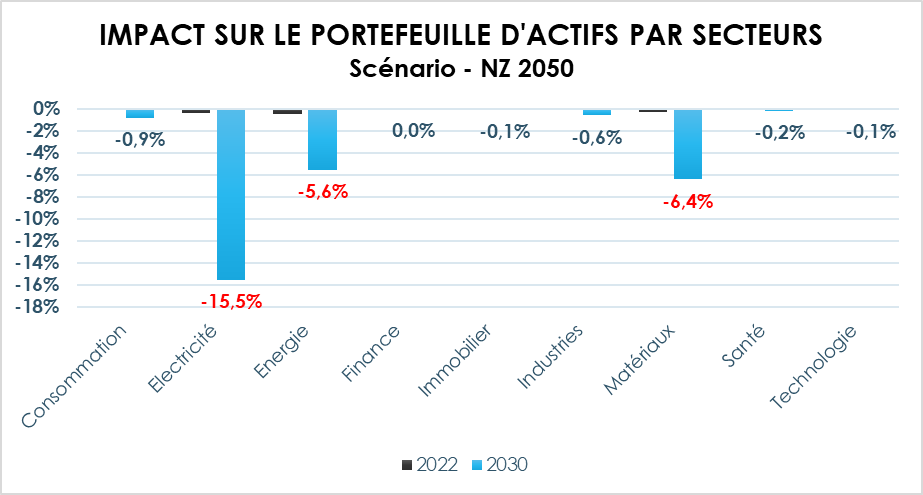 IMPACT SUR LE PORTEFEUILLE D'ACTIFS PAR SECTEURS
Scénario - NZ 2050
0%
-2%
-4%
-6%
-8%
-10%
-12%
-14%
-16%
-18%
-0,9%
-15,5%
-5,6%
0,0%
-0,1%
-0,6%
-6,4%
-0,2%
-0,1%
Consommation
Electricité
Energie
Finance
Immobilier
Industries
Matériaux
Santé
Technologie
2022
2030